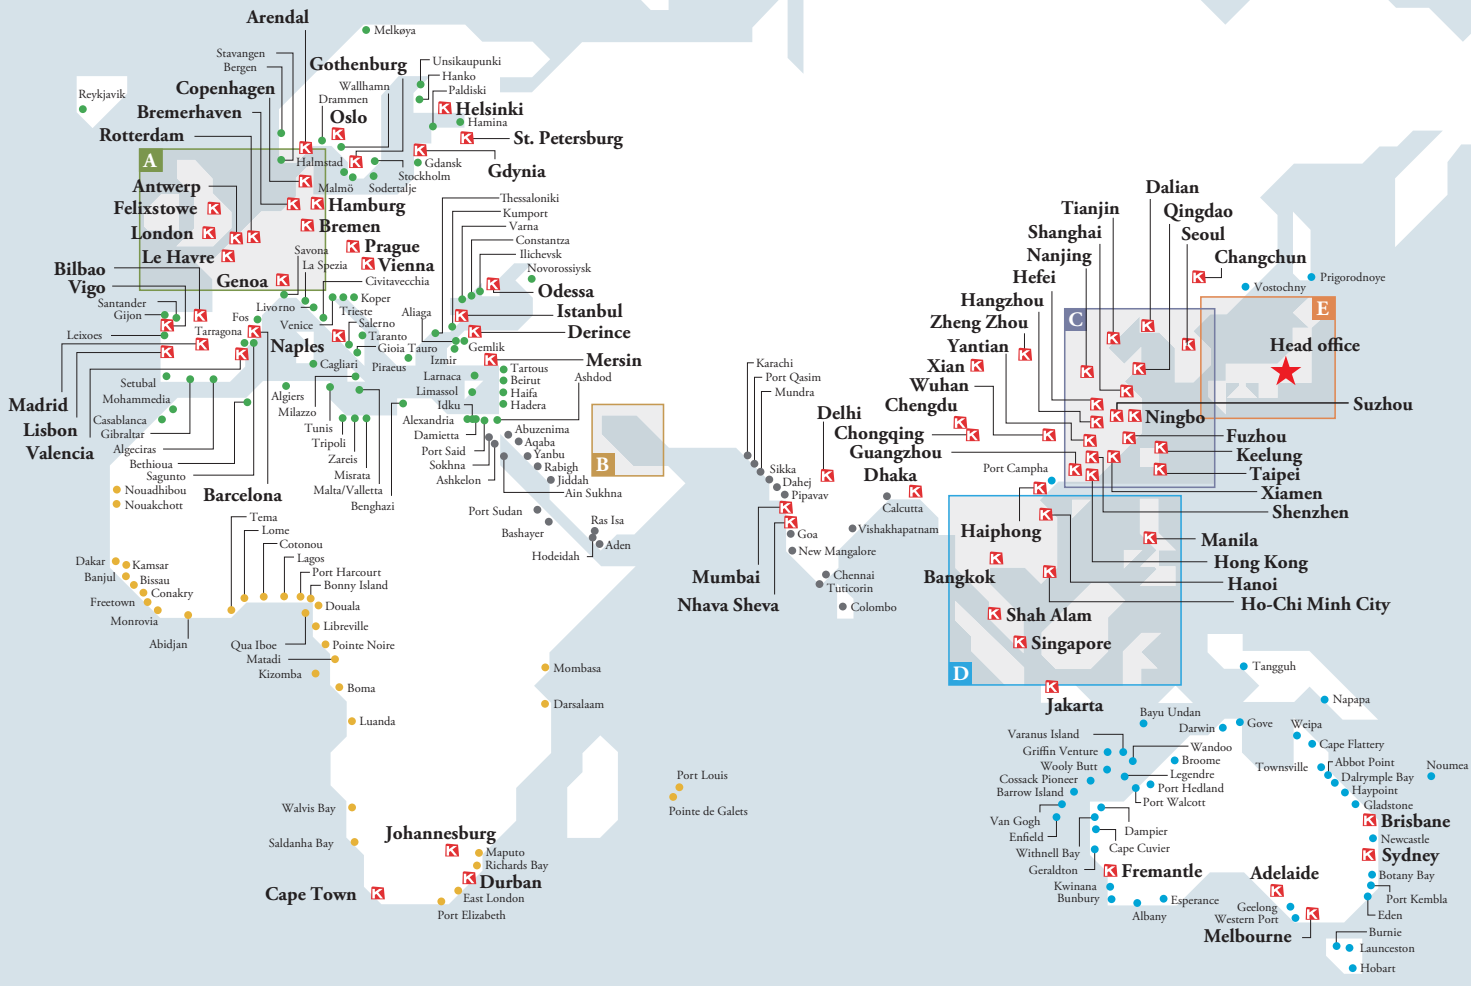 Arendal
Melkøya
Stavangen
Bergen
Gothenburg
Unsikaupunki
Hanko
Paldiski
Copenhagen
Wallhamn
Drammen
Reykjavik
Helsinki
Bremerhaven
Oslo
Hamina
Rotterdam
St. Petersburg
A
Halmstad
Gdansk
Stockholm
Gdynia
Malmö
Sodertalje
Antwerp
Felixstowe
Hamburg
London
Bremen
Le Havre
Prague
Vienna
Savona
La Spezia
Genoa
Civitavecchia
Thessaloniki
Kumport
Varna
Constantza
Ilichevsk
Novorossiysk
Odessa
Istanbul
Derince
Bilbao
Vigo
Santander
Gijon
Leixoes
Fos
Tarragona
Livorno
Venice
Koper
Trieste
Salerno
Taranto
Gioia Tauro
Naples
Cagliari
Piraeus
Aliaga
Izmir
Gemlik
Mersin
Ashdod
Tartous
Beirut
Haifa
Hadera
Larnaca
Limassol
Idku
Alexandria
Damietta
Port Said
Sokhna
Ashkelon
Setubal
Mohammedia
Casablanca
Gibraltar
Algeciras
Bethioua
Sagunto
Madrid
Lisbon
Valencia
Barcelona
Algiers
Milazzo
Tunis
Tripoli
Zareis
Misrata
Malta/Valletta
Benghazi
Abuzenima
Aqaba
Yanbu
Rabigh
Jiddah
Ain Sukhna
Port Sudan
Bashayer
Hodeidah
Ras Isa
Aden
B
Nouadhibou
Nouakchott
Tema
Lome
Cotonou
Lagos
Port Harcourt
Bonny Island
Dakar
Kamsar
Banjul
Bissau
Conakry
Freetown
Monrovia
Abidjan
Douala
Libreville
Qua Iboe
Pointe Noire
Matadi
Kizomba
Boma
Luanda
Mombasa
Darsalaam
Port Louis
Pointe de Galets
Walvis Bay
Saldanha Bay
Johannesburg
Maputo
Richards Bay
Durban
Cape Town
East London
Port Elizabeth
Karachi
Port Qasim
Mundra
Delhi
Sikka
Dahej
Pipavav
Dhaka
Calcutta
Goa
Vishakhapatnam
New Mangalore
Mumbai
Nhava Sheva
Chennai
Tuticorin
Colombo
Dalian
Tianjin
Qingdao
Shanghai
Seoul
Nanjing
Changchun
Hefei
Prigorodnoye
Vostochny
Hangzhou
E
C
Zheng Zhou
Yantian
Head office
Xian
Wuhan
Chengdu
Suzhou
Ningbo
Chongqing
Fuzhou
Guangzhou
Keelung
Port Campha
Taipei
Xiamen
Shenzhen
Haiphong
Manila
Bangkok
Hong Kong
Hanoi
Ho-Chi Minh City
Shah Alam
Singapore
D
Jakarta
Tangguh
Napapa
Bayu Undan
Darwin
Gove
Weipa
Varanus Island
Cape Flattery
Griffin Venture
Wandoo
Broome
Wooly Butt
Legendre
Townsville
Abbot Point
Noumea
Cossack Pioneer
Port Hedland
Dalrymple Bay
Barrow Island
Port Walcott
Haypoint
Gladstone
Van Gogh
Dampier
Brisbane
Enfield
Cape Cuvier
Newcastle
Withnell Bay
Sydney
Geraldton
Fremantle
Adelaide
Botany Bay
Kwinana
Bunbury
Esperance
Port Kembla
Albany
Geelong
Western Port
Eden
Melbourne
Burnie
Launceston
Hobart